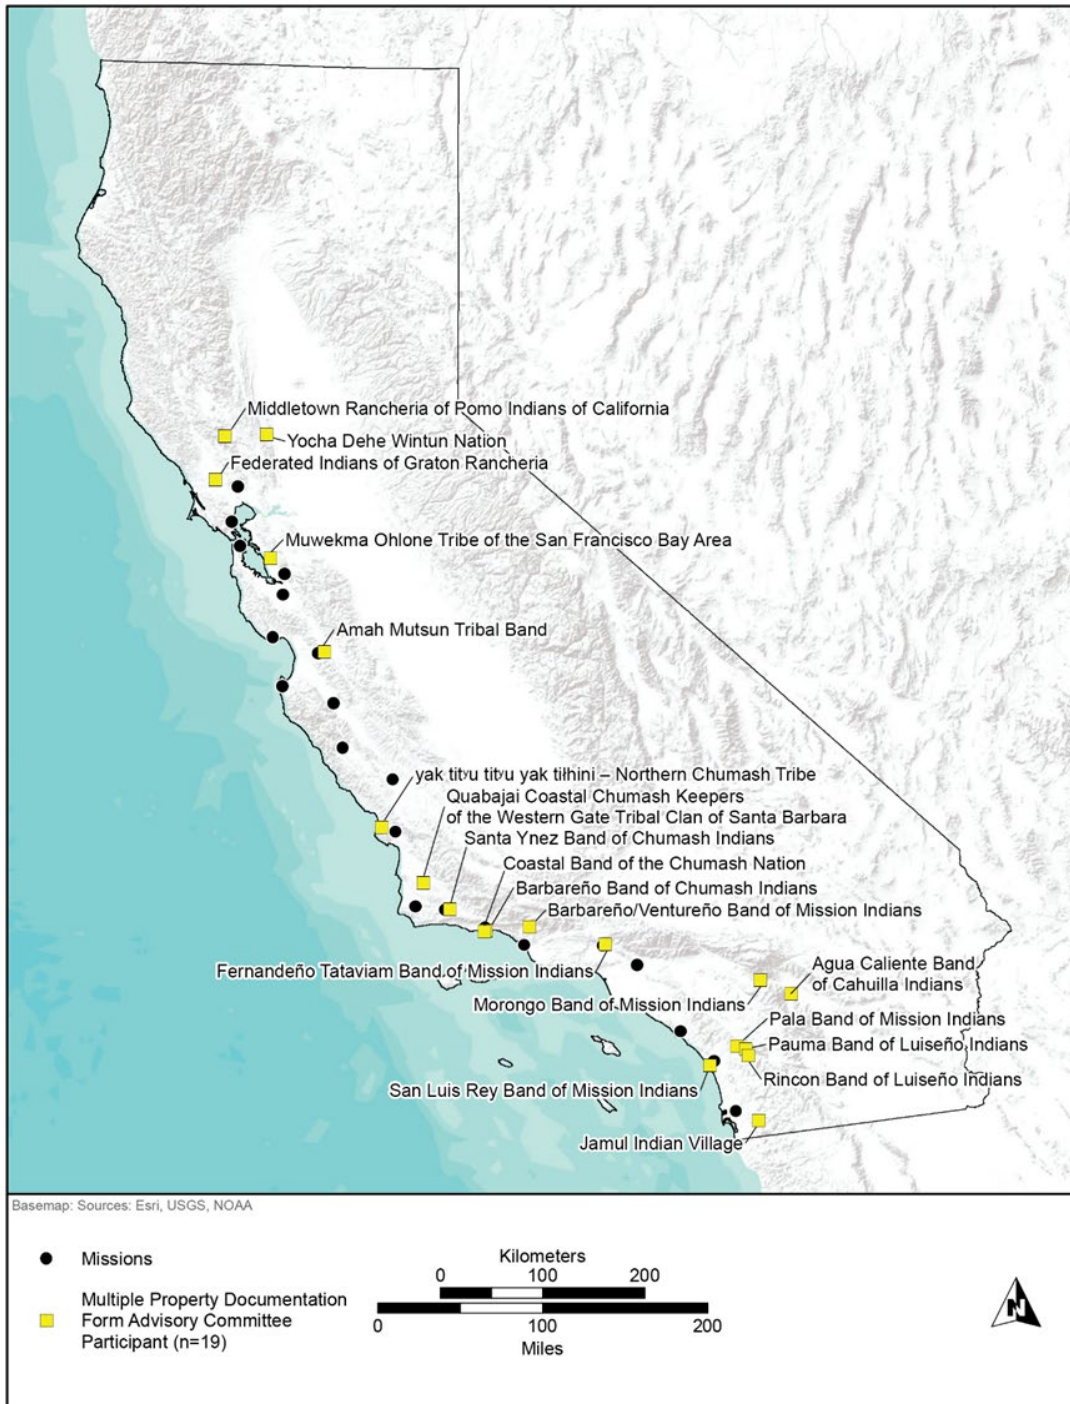 Middletown Rancheria of Pomo Indians of California
Yocha Dehe Wintun Nation
Federated Indians of Graton Rancheria
Muwekma Ohlone Tribe of the San Francisco Bay Area
Amah Mutsun Tribal Band
yak titʸu titʸu yak tiłhini – Northern Chumash Tribe
Quabajai Coastal Chumash Keepers
of the Western Gate Tribal Clan of Santa Barbara
Santa Ynez Band of Chumash Indians
Coastal Band of the Chumash Nation
Barbareño Band of Chumash Indians
Barbareño/Ventureño Band of Mission Indians
Fernandeño Tataviam Band of Mission Indians
Agua Caliente Band
of Cahuilla Indians
Morongo Band of Mission Indians
Pala Band of Mission Indians
Pauma Band of Luiseño Indians
Rincon Band of Luiseño Indians
San Luis Rey Band of Mission Indians
Jamul Indian Village
Basemap: Sources: Esri, USGS, NOAA
Missions
Multiple Property Documentation
Form Advisory Committee
Participant (n=19)
Kilometers
0 100 200
0 100 200
Miles
N